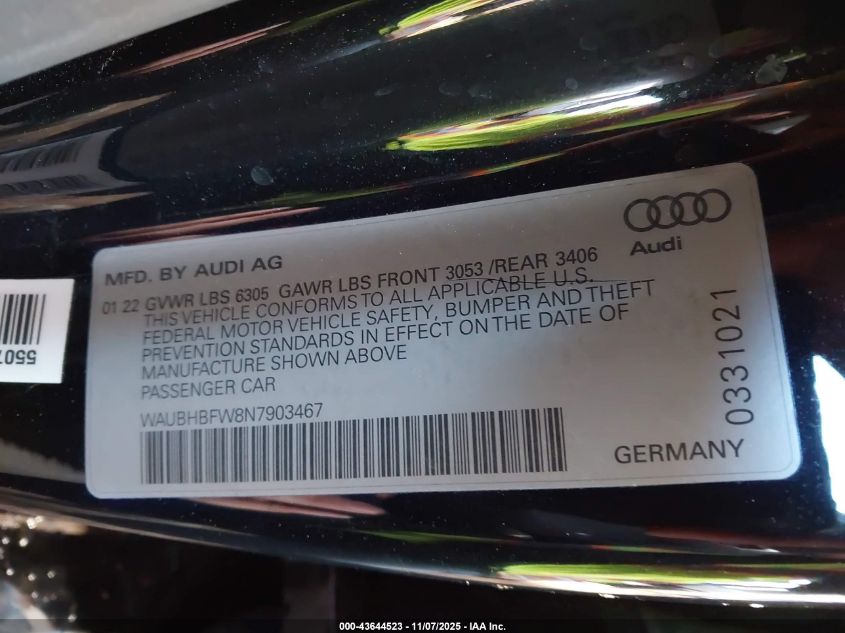 Audi
MFD. BY AUDI AG
01 22 GVWR LBS 6305 GAWR LBS FRONT 3053 /REAR 3406
THIS VEHICLE CONFORMS TO ALL APPLICABLE U.S.
FEDERAL MOTOR VEHICLE SAFETY, BUMPER AND THEFT
PREVENTION STANDARDS IN EFFECT ON THE DATE OF
MANUFACTURE SHOWN ABOVE
PASSENGER CAR
WAUBHBFW8N7903467
GERMANY
0331021
5507
000-43644523 - 11/07/2025 - IAA Inc.